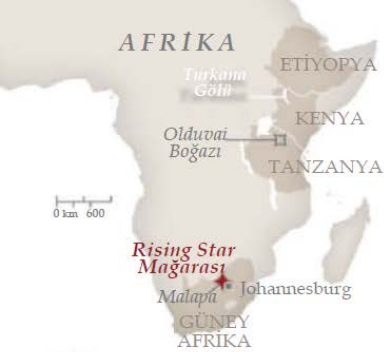 AFRİKA
ETİYOPYA
Turkana
Gölü
KENYA
Olduvai
Boğazı
TANZANYA
0 km 600
Rising Star
Mağarası
Malapa
Johannesburg
GÜNEY
AFRİKA